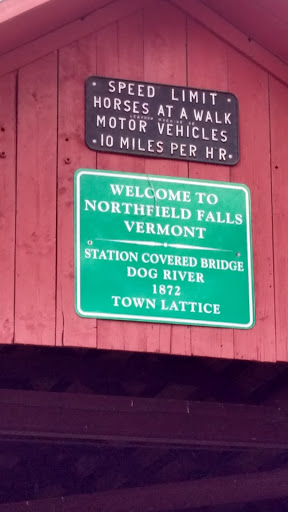 SPEED LIMIT
HORSES AT A WALK
MOTOR VEHICLES
10 MILES PER HR
WELCOME TO
NORTHFIELD FALLS
VERMONT
STATION COVERED BRIDGE
DOG RIVER
1872
TOWN LATTICE